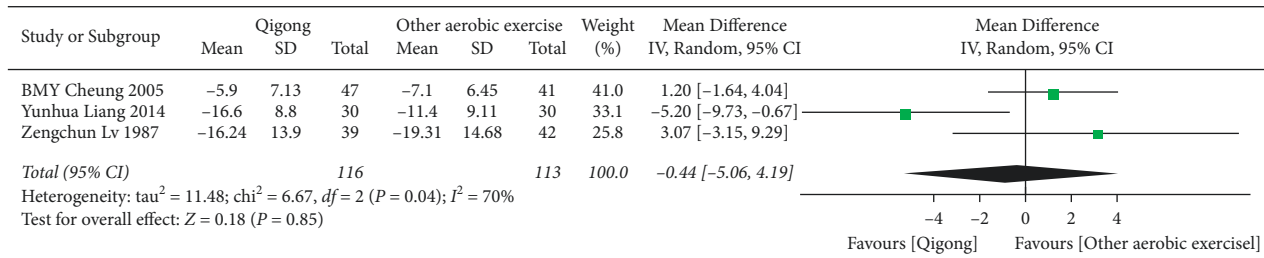 Study or Subgroup Qigong Other aerobic exercise Weight Mean Difference Mean Difference
Mean SD Total Mean SD Total (%) IV, Random, 95% CI IV, Random, 95% CI
BMY Cheung 2005 –5.9 7.13 47 –7.1 6.45 41 41.0 1.20 [–1.64, 4.04]
Yunhua Liang 2014 –16.6 8.8 30 –11.4 9.11 30 33.1 –5.20 [–9.73, –0.67]
Zengchun Lv 1987 –16.24 13.9 39 –19.31 14.68 42 25.8 3.07 [–3.15, 9.29]
Total (95% CI) 116 113 100.0 –0.44 [–5.06, 4.19]
Heterogeneity: tau² = 11.48; chi² = 6.67, df = 2 (P = 0.04); I² = 70%
Test for overall effect: Z = 0.18 (P = 0.85)
–4 –2 0 2 4
Favours [Qigong] Favours [Other aerobic exercisel]